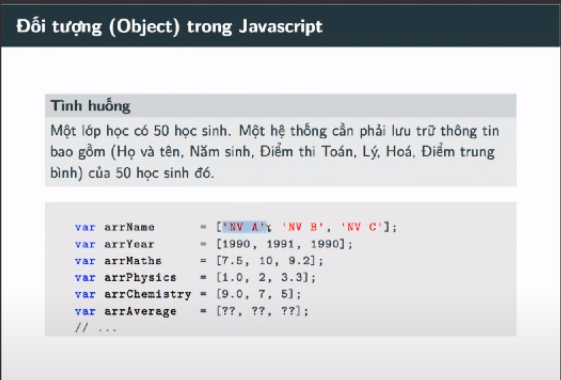 Đối tượng (Object) trong Javascript
Tình huống
Một lớp học có 50 học sinh. Một hệ thống cần phải lưu trữ thông tin
bao gồm (Họ và tên, Năm sinh, Điểm thi Toán, Lý, Hoá, Điểm trung
bình) của 50 học sinh đó.
var arrName = ['NV A', 'NV B', 'NV C'];
var arrYear = [1990, 1991, 1990];
var arrMaths = [7.5, 10, 9.2];
var arrPhysics = [1.0, 2, 3.3];
var arrChemistry = [9.0, 7, 5];
var arrAverage = [??, ??, ??];
// ...